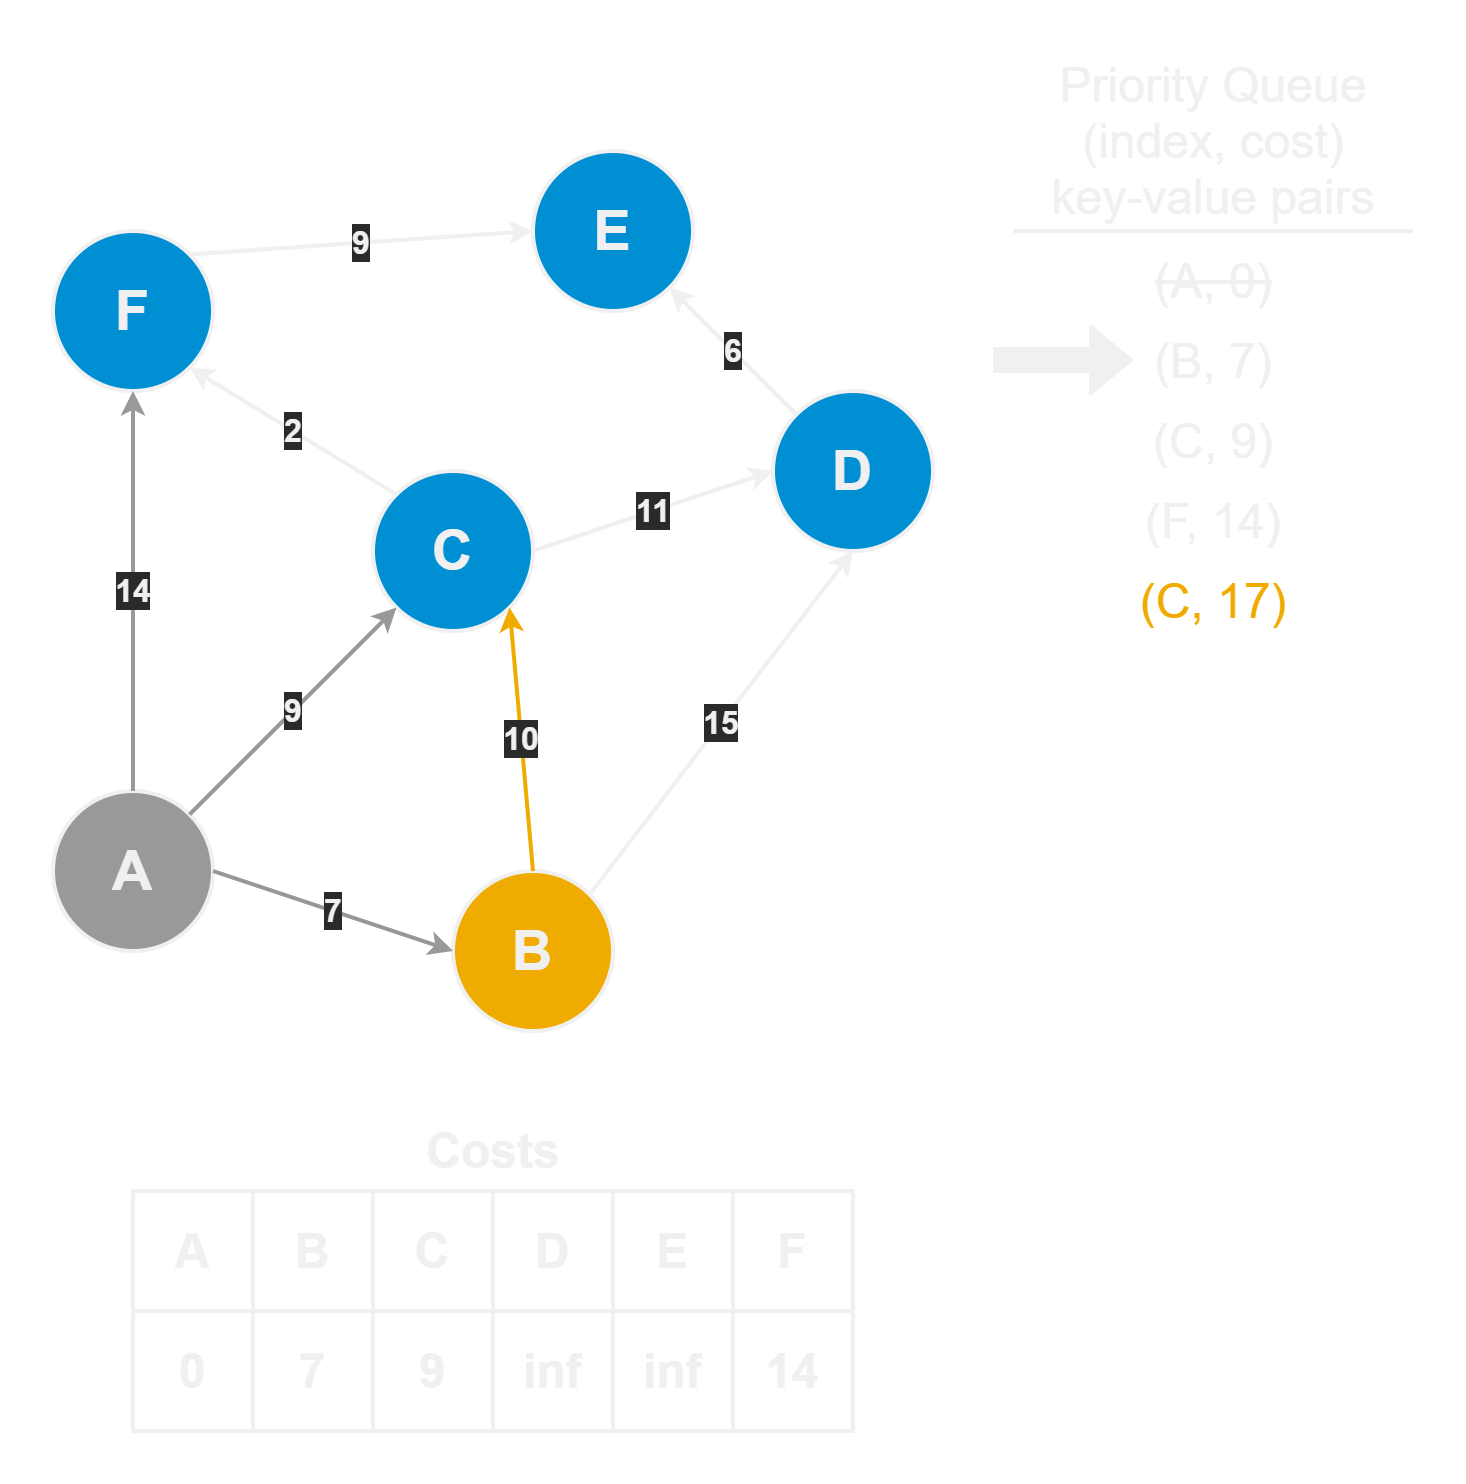 Priority Queue
(index, cost)
key-value pairs
(A, 0)
(B, 7)
(C, 9)
(F, 14)
(C, 17)
E
9
F
6
2
D
11
C
14
9
10
15
A
7
B
Costs
A B C D E F
0 7 9 inf inf 14